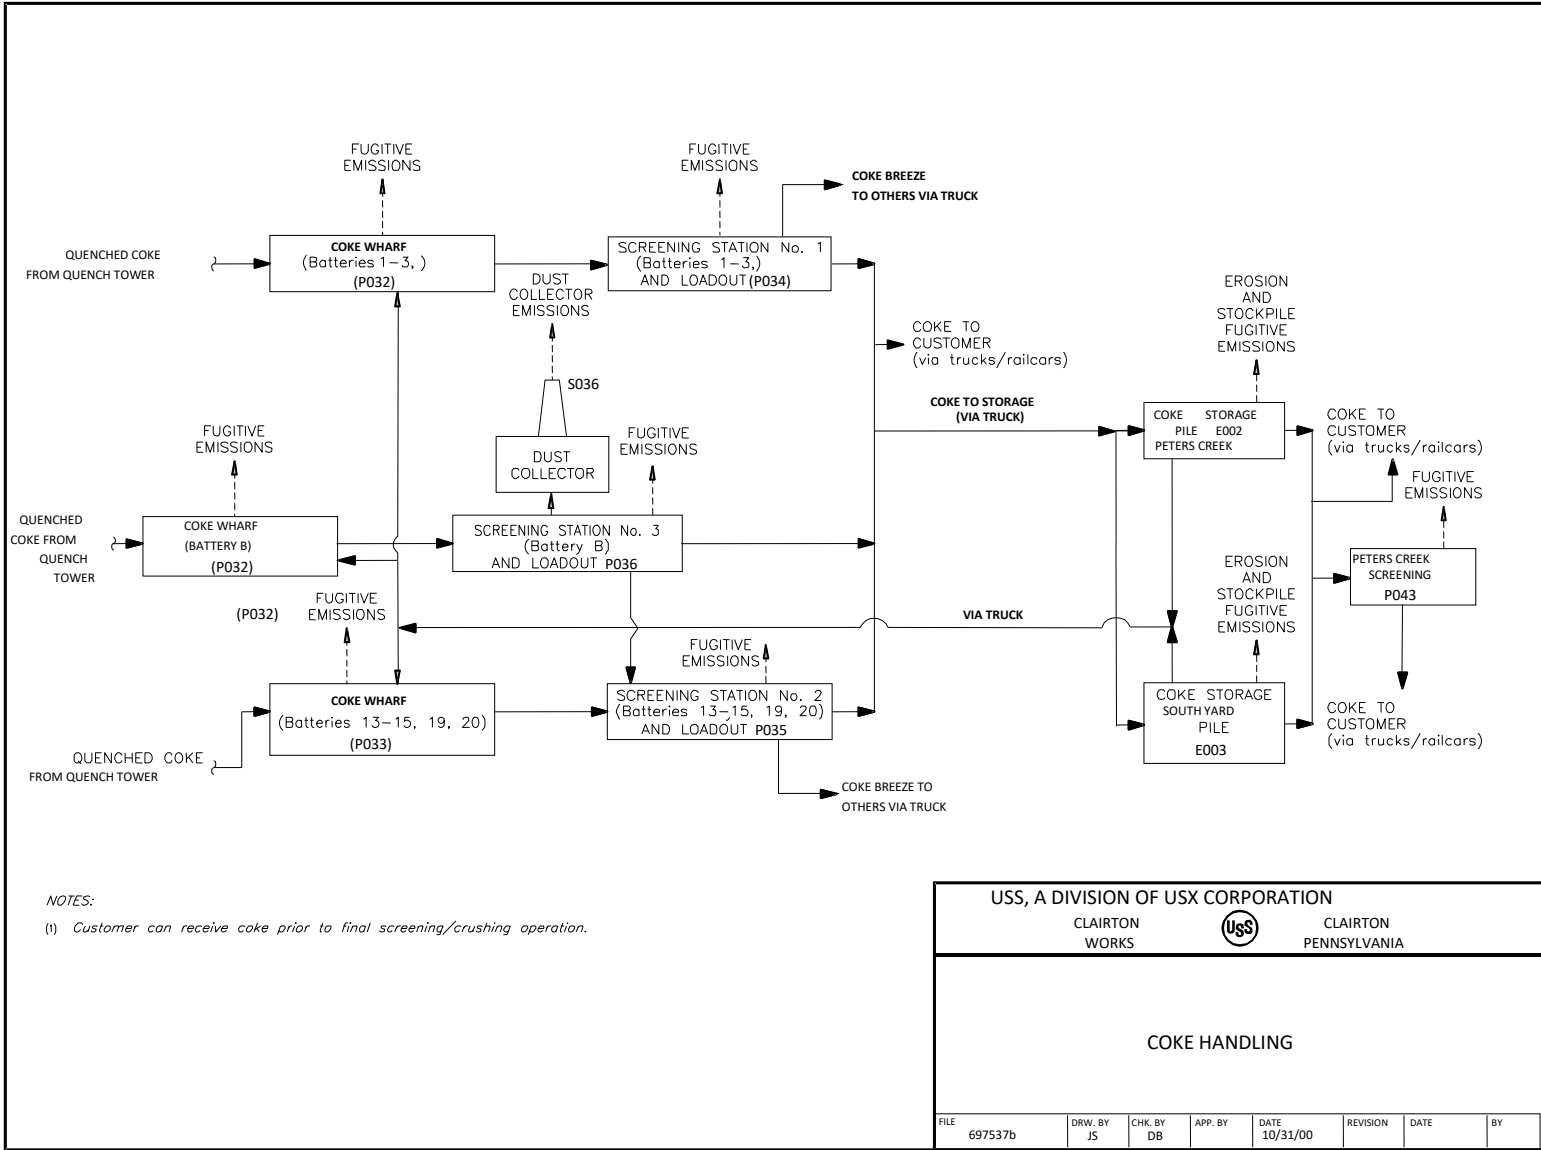 FUGITIVE
EMISSIONS
FUGITIVE
EMISSIONS
COKE BREEZE
TO OTHERS VIA TRUCK
QUENCHED COKE
FROM QUENCH TOWER
COKE WHARF
(Batteries 1-3, )
(P032)
SCREENING STATION No. 1
(Batteries 1-3,)
AND LOADOUT (P034)
DUST
COLLECTOR
EMISSIONS
S036
DUST
COLLECTOR
COKE TO
CUSTOMER
(via trucks/railcars)
EROSION
AND
STOCKPILE
FUGITIVE
EMISSIONS
COKE TO STORAGE
(VIA TRUCK)
COKE STORAGE
PILE E002
PETERS CREEK
COKE TO
CUSTOMER
(via trucks/railcars)
FUGITIVE
EMISSIONS
FUGITIVE
EMISSIONS
FUGITIVE
EMISSIONS
QUENCHED
COKE FROM
QUENCH
TOWER
COKE WHARF
(BATTERY B)
(P032)
SCREENING STATION No. 3
(Battery B)
AND LOADOUT P036
PETERS CREEK
SCREENING
P043
EROSION
AND
STOCKPILE
FUGITIVE
EMISSIONS
(P032)
FUGITIVE
EMISSIONS
VIA TRUCK
FUGITIVE
EMISSIONS
COKE WHARF
(Batteries 13-15, 19, 20)
(P033)
SCREENING STATION No. 2
(Batteries 13-15, 19, 20)
AND LOADOUT P035
COKE STORAGE
SOUTH YARD
PILE
E003
COKE TO
CUSTOMER
(via trucks/railcars)
QUENCHED COKE
FROM QUENCH TOWER
COKE BREEZE TO
OTHERS VIA TRUCK
NOTES:
(1) Customer can receive coke prior to final screening/crushing operation.
USS, A DIVISION OF USX CORPORATION
CLAIRTON
WORKS
USS
CLAIRTON
PENNSYLVANIA
COKE HANDLING
FILE
697537b
DRW. BY
JS
CHK. BY
DB
APP. BY
DATE
10/31/00
REVISION
DATE
BY